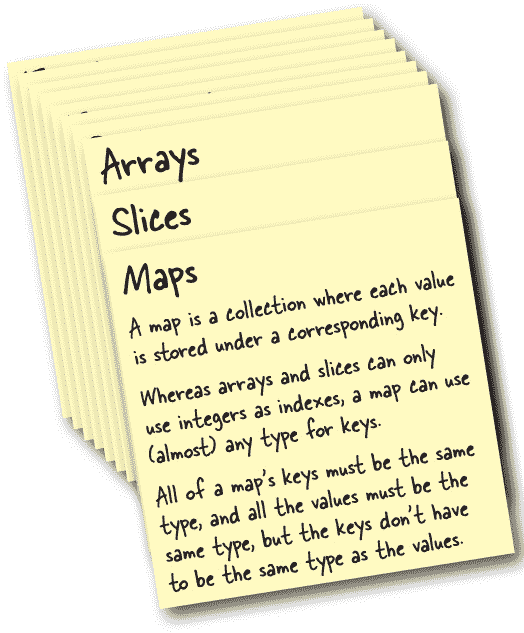 Arrays
Slices
Maps
A map is a collection where each value
is stored under a corresponding key.
Whereas arrays and slices can only
use integers as indexes, a map can use
(almost) any type for keys.
All of a map's keys must be the same
type, and all the values must be the
same type, but the keys don't have
to be the same type as the values.